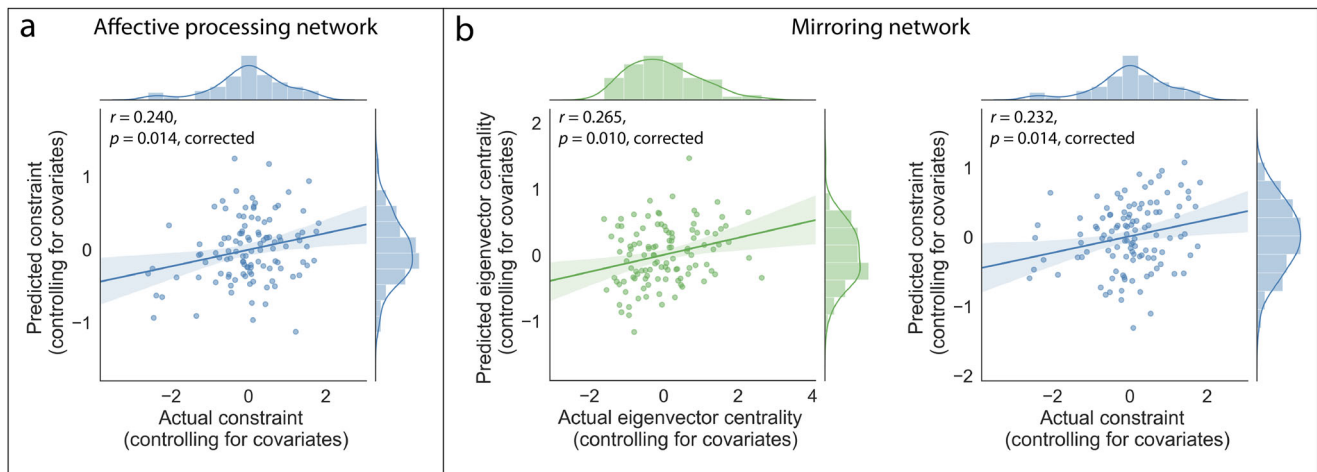 a
Affective processing network
r = 0.240,
p = 0.014, corrected
Predicted constraint
(controlling for covariates)
1
0
−1
−2
0
2
Actual constraint
(controlling for covariates)
b
Mirroring network
r = 0.265,
p = 0.010, corrected
Predicted eigenvector centrality
(controlling for covariates)
2
1
0
−1
−2
0
2
4
Actual eigenvector centrality
(controlling for covariates)
r = 0.232,
p = 0.014, corrected
Predicted constraint
(controlling for covariates)
1
0
−1
−2
−2
0
2
Actual constraint
(controlling for covariates)